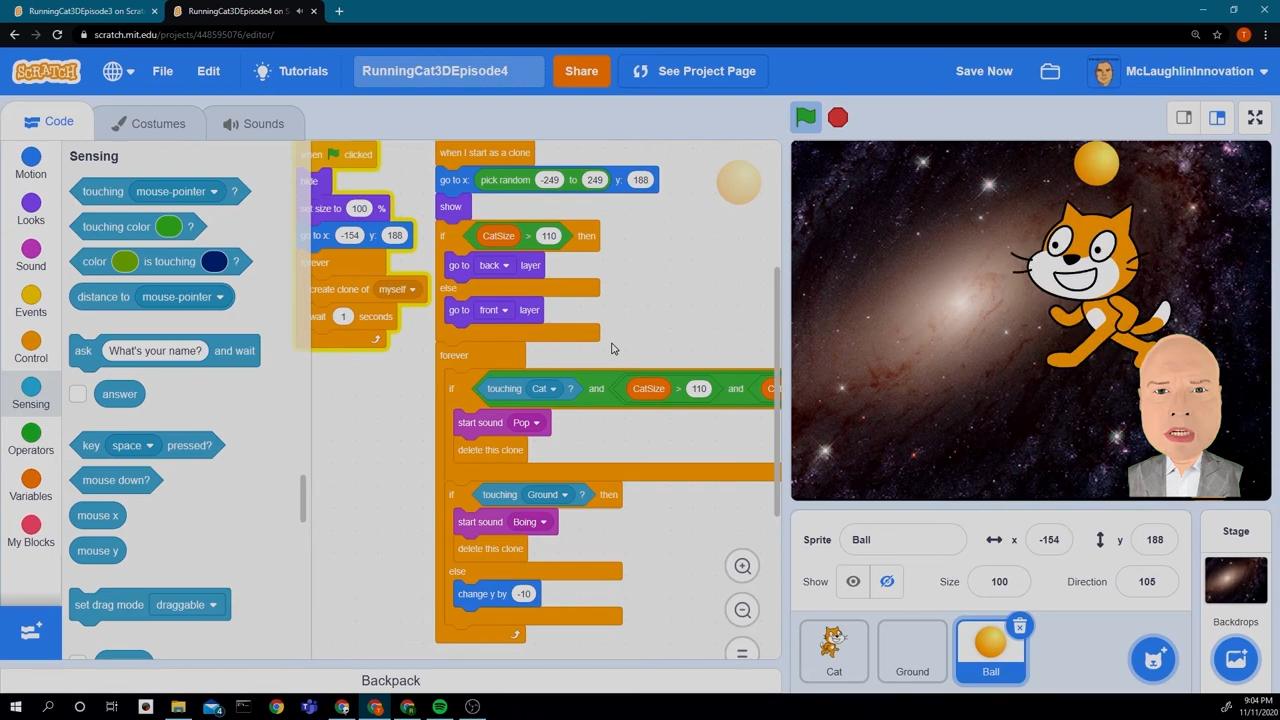 RunningCat3DEpisode3 on Scrat
RunningCat3DEpisode4 on S
scratch.mit.edu/projects/448595076/editor/
T
SCRATCH
File
Edit
Tutorials
RunningCat3DEpisode4
Share
See Project Page
Save Now
McLaughlinInnovation
Code
Costumes
Sounds
Motion
Looks
Sound
Events
Control
Sensing
Operators
Variables
My Blocks
Sensing
touching mouse-pointer ?
touching color ?
color is touching ?
distance to mouse-pointer
ask What's your name? and wait
answer
key space pressed?
mouse down?
mouse x
mouse y
set drag mode draggable
when clicked
hide
set size to 100 %
go to x: -154 y: 188
forever
create clone of myself
wait 1 seconds
when I start as a clone
go to x: pick random -249 to 249 y: 188
show
if CatSize > 110 then
go to back layer
else
go to front layer
forever
if touching Cat ? and CatSize > 110 and
start sound Pop
delete this clone
if touching Ground ? then
start sound Boing
delete this clone
else
change y by -10
Sprite Ball x -154 y 188
Show Size 100 Direction 105
Cat
Ground
Ball
Stage
Backdrops
Backpack
9:04 PM
11/11/2020